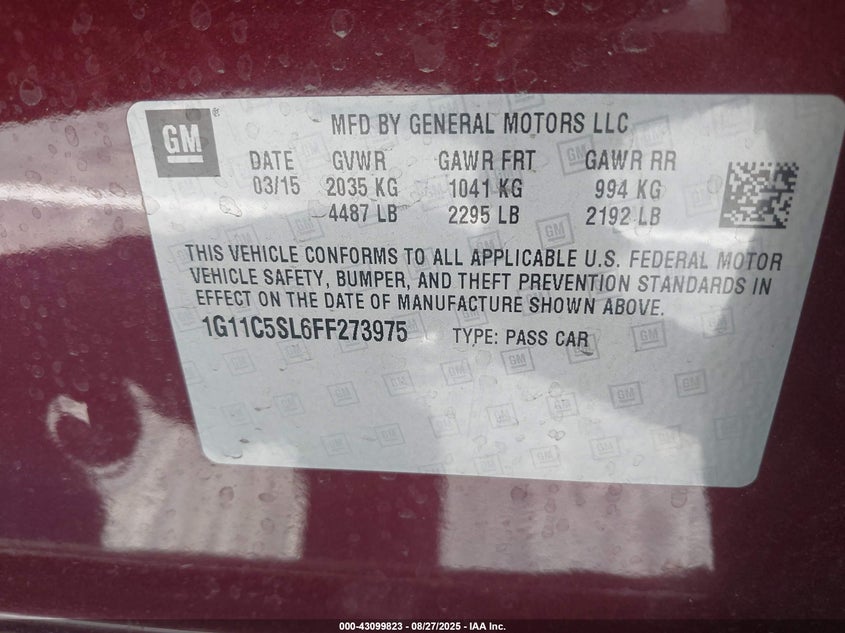 GM ®
MFD BY GENERAL MOTORS LLC
DATE GVWR GAWR FRT GAWR RR
03/15 2035 KG 1041 KG 994 KG
4487 LB 2295 LB 2192 LB
THIS VEHICLE CONFORMS TO ALL APPLICABLE U.S. FEDERAL MOTOR
VEHICLE SAFETY, BUMPER, AND THEFT PREVENTION STANDARDS IN
EFFECT ON THE DATE OF MANUFACTURE SHOWN ABOVE.
1G11C5SL6FF273975 TYPE: PASS CAR
000-43099823 - 08/27/2025 - IAA Inc.